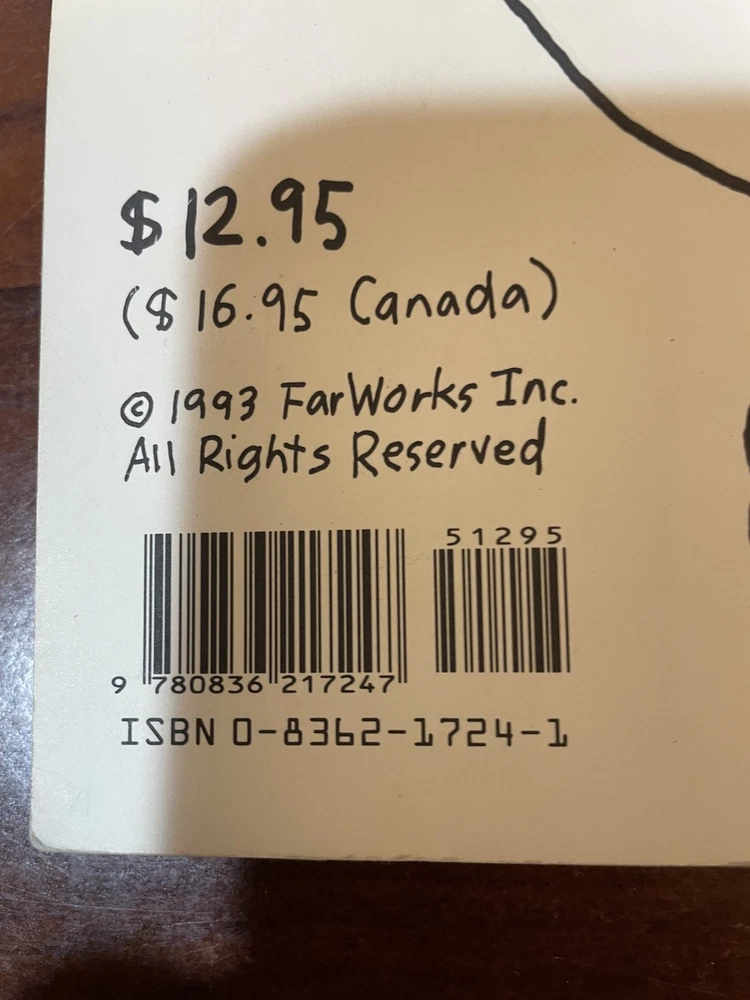 $12.95
($16.95 Canada)
© 1993 FarWorks Inc.
All Rights Reserved
51295
9 780836 217247
ISBN 0-8362-1724-1